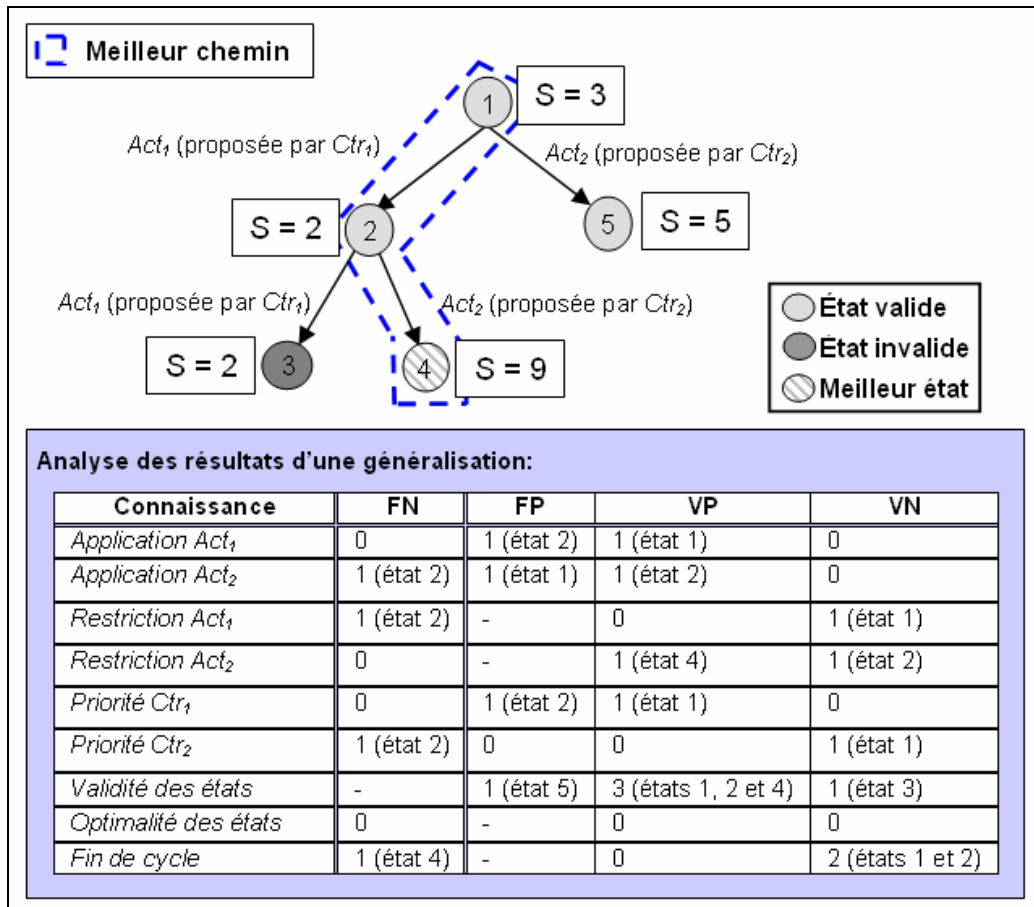 Meilleur chemin
1
S = 3
Act₁ (proposée par Ctr₁)
Act₂ (proposée par Ctr₂)
S = 2
2
5
S = 5
Act₁ (proposée par Ctr₁)
Act₂ (proposée par Ctr₂)
S = 2
3
4
S = 9
État valide
État invalide
Meilleur état
Analyse des résultats d'une généralisation:
Connaissance FN FP VP VN
Application Act₁ 0 1 (état 2) 1 (état 1) 0
Application Act₂ 1 (état 2) 1 (état 1) 1 (état 2) 0
Restriction Act₁ 1 (état 2) - 0 1 (état 1)
Restriction Act₂ 0 - 1 (état 4) 1 (état 2)
Priorité Ctr₁ 0 1 (état 2) 1 (état 1) 0
Priorité Ctr₂ 1 (état 2) 0 0 1 (état 1)
Validité des états - 1 (état 5) 3 (états 1, 2 et 4) 1 (état 3)
Optimalité des états 0 - 0 0
Fin de cycle 1 (état 4) - 0 2 (états 1 et 2)